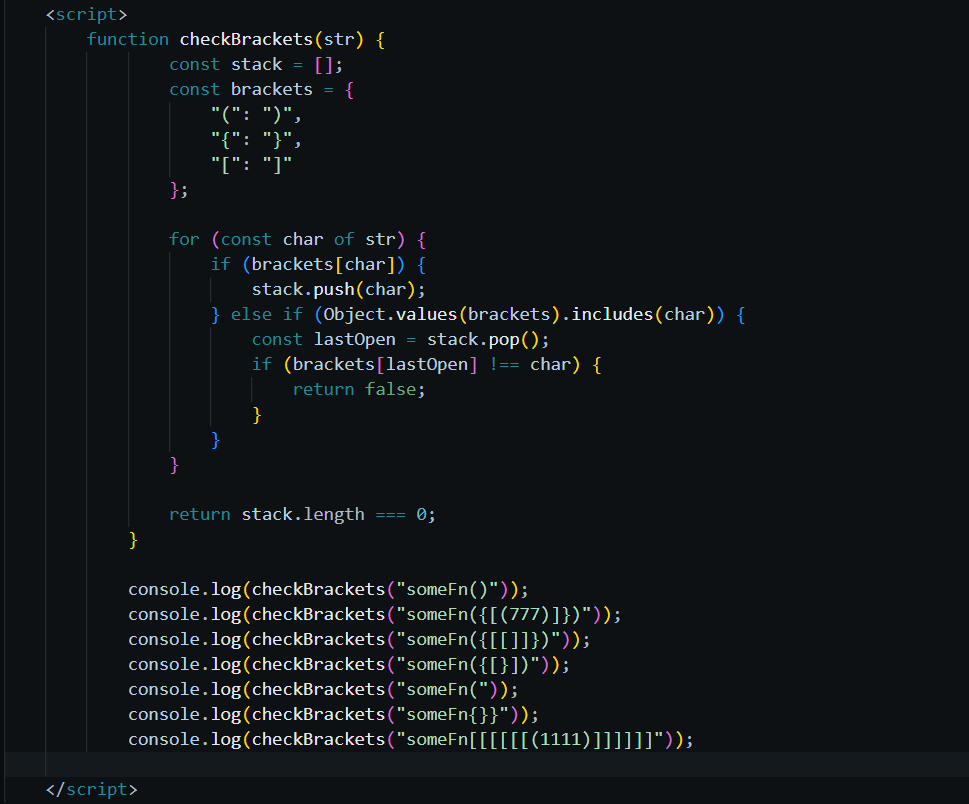 <script>
function checkBrackets(str) {
const stack = [];
const brackets = {
"(": ")",
"{": "}",
"[": "]"
};
for (const char of str) {
if (brackets[char]) {
stack.push(char);
} else if (Object.values(brackets).includes(char)) {
const lastOpen = stack.pop();
if (brackets[lastOpen] !== char) {
return false;
}
}
}
return stack.length === 0;
}
console.log(checkBrackets("someFn()"));
console.log(checkBrackets("someFn({[(777)]})"));
console.log(checkBrackets("someFn({[[]]})"));
console.log(checkBrackets("someFn({[}])"));
console.log(checkBrackets("someFn("));
console.log(checkBrackets("someFn{}}"));
console.log(checkBrackets("someFn[[[[[[(1111)]]]]]]"));
</script>